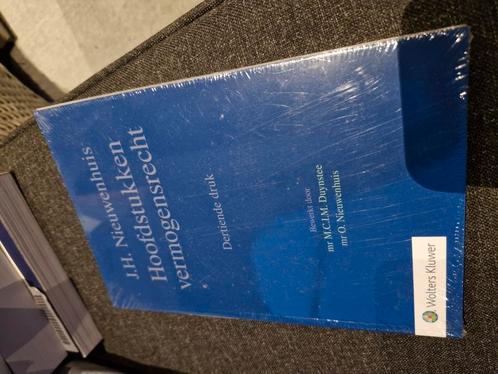 J.H. Nieuwenhuis
Hoofdstukken
vermogensrecht
Dertiende druk
Bewerkt door
mr M.C.I.M. Duynstee
mr O. Nieuwenhuis
Wolters Kluwer